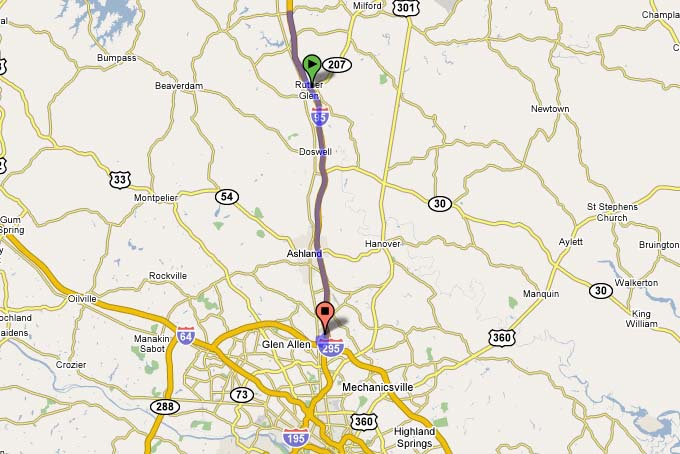 Milford
301
Champla
Bumpass
207
Ruther
Glen
Beaverdam
Newtown
95
Doswell
33
Montpelier
54
30
St Stephens
Church
Gum
Spring
Aylett
Hanover
Bruington
Ashland
Rockville
Walkerton
30
Manquin
Oilville
King
William
ochland
aidens
64
Manakin
Sabot
Glen Allen
295
360
Crozier
Mechanicsville
73
288
360
Highland
Springs
195